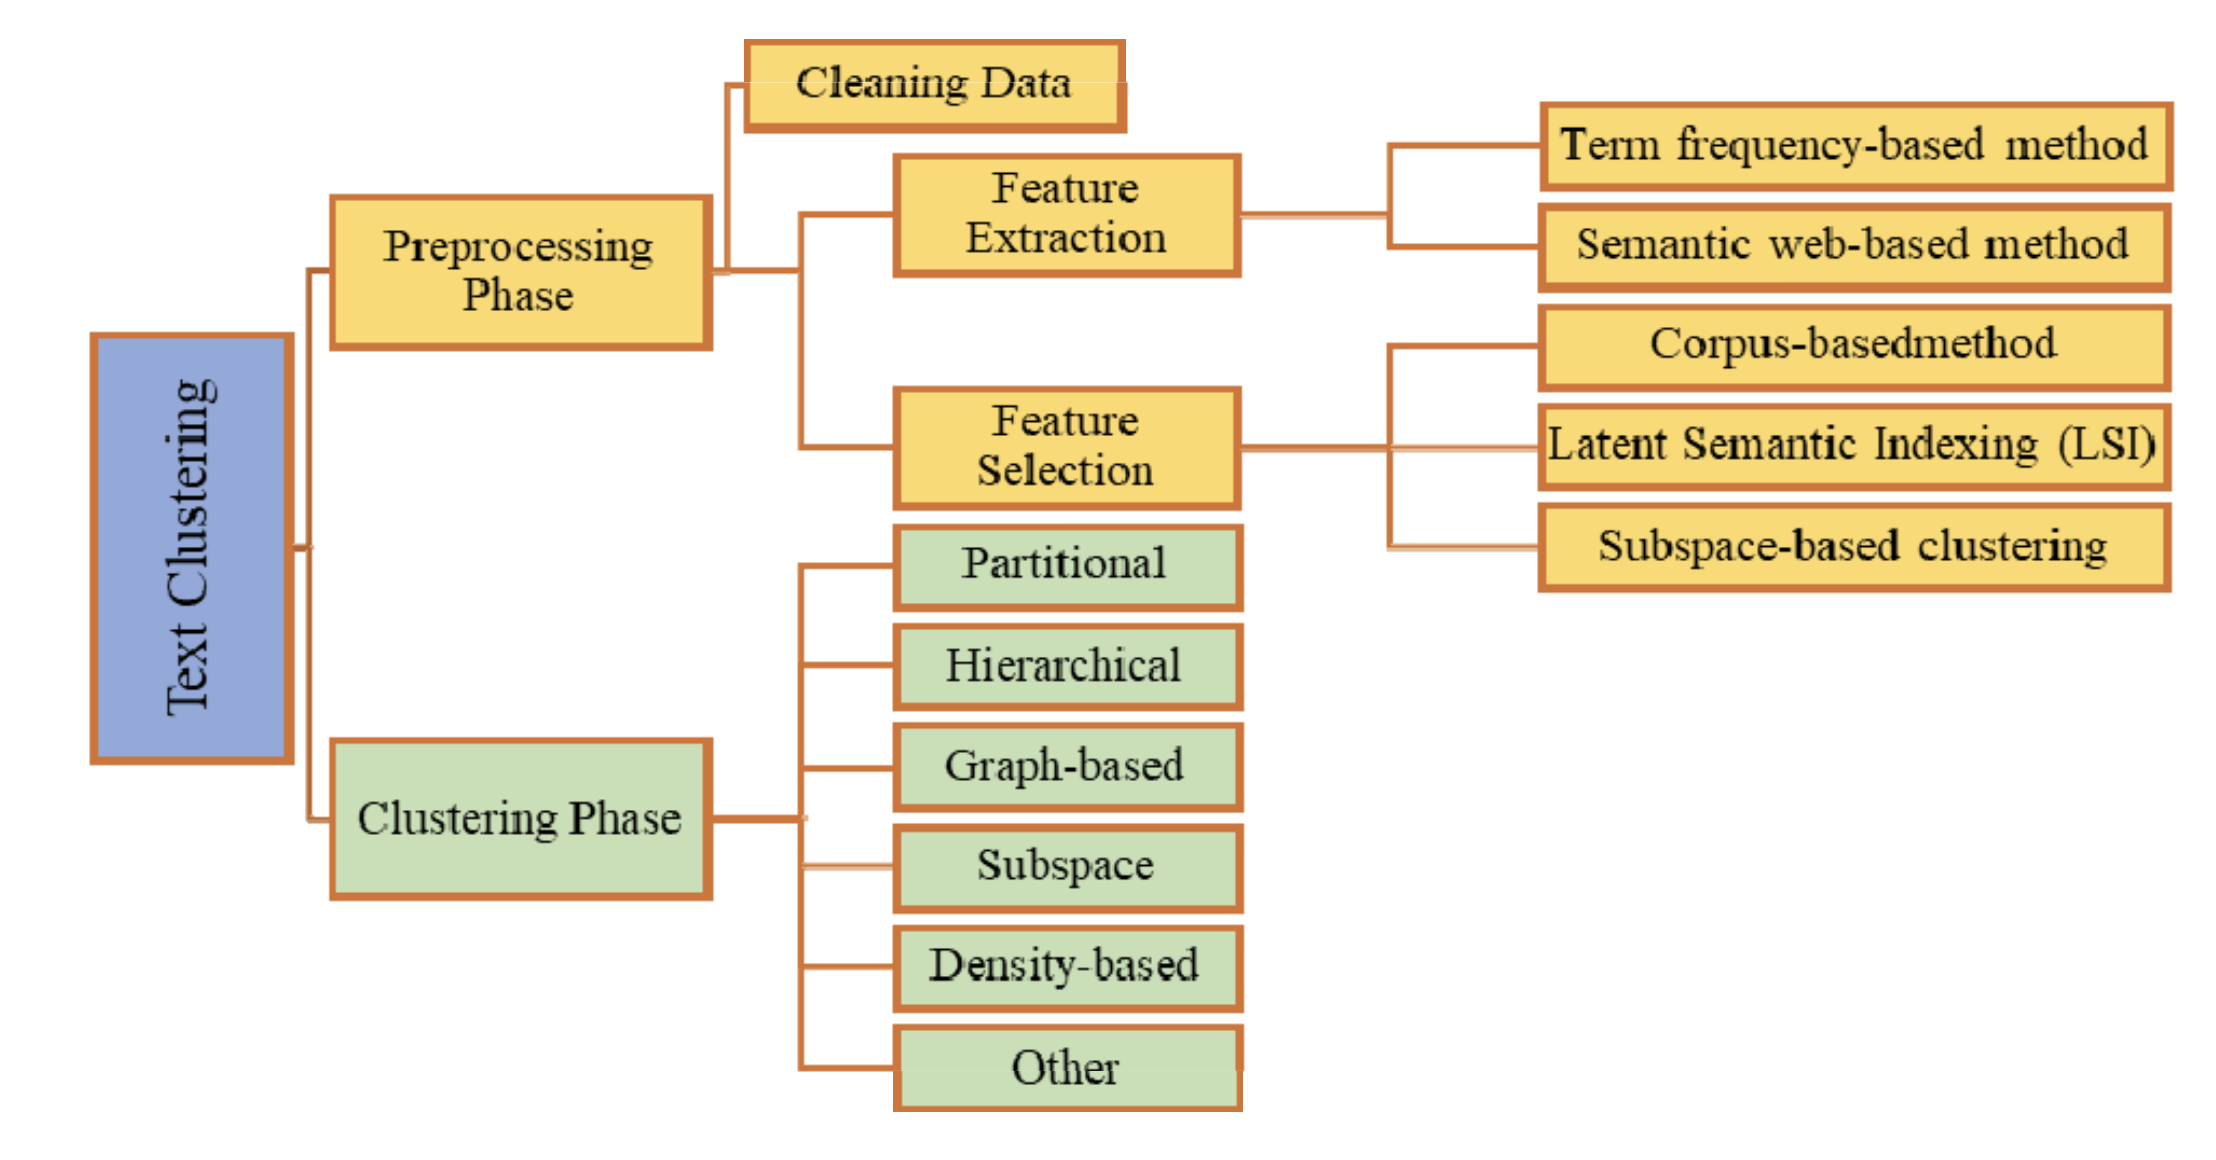 Text Clustering
Preprocessing
Phase
Cleaning Data
Feature
Extraction
Term frequency-based method
Semantic web-based method
Feature
Selection
Corpus-basedmethod
Latent Semantic Indexing (LSI)
Subspace-based clustering
Clustering Phase
Partitional
Hierarchical
Graph-based
Subspace
Density-based
Other